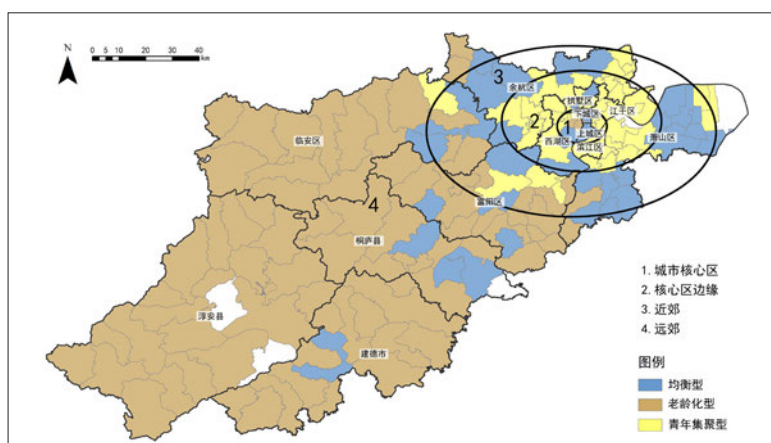 N
0 5 10 20 30 40
km
3
余杭区
拱墅区
江干区
下城区
2
1
上城区
西湖区
滨江区
萧山区
临安区
4
富阳区
桐庐县
淳安县
建德市
1. 城市核心区
2. 核心区边缘
3. 近郊
4. 远郊
图例
均衡型
老龄化型
青年集聚型